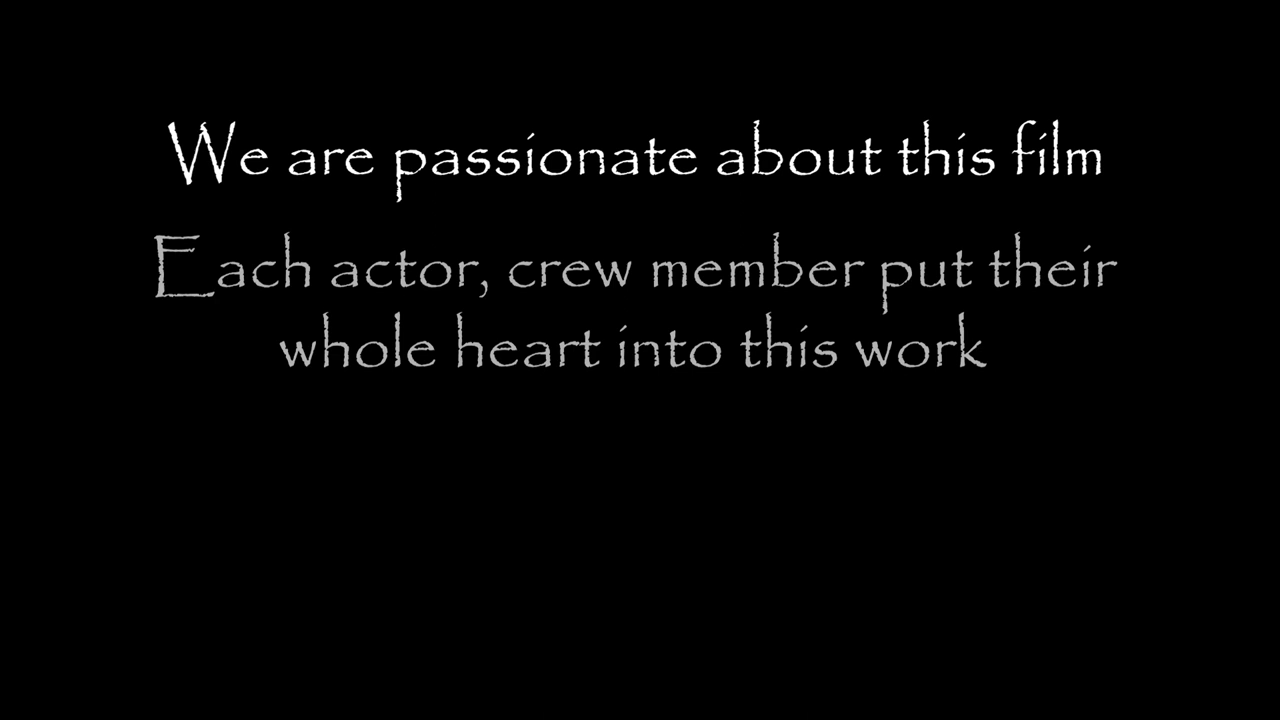 We are passionate about this film
Each actor, crew member put their
whole heart into this work